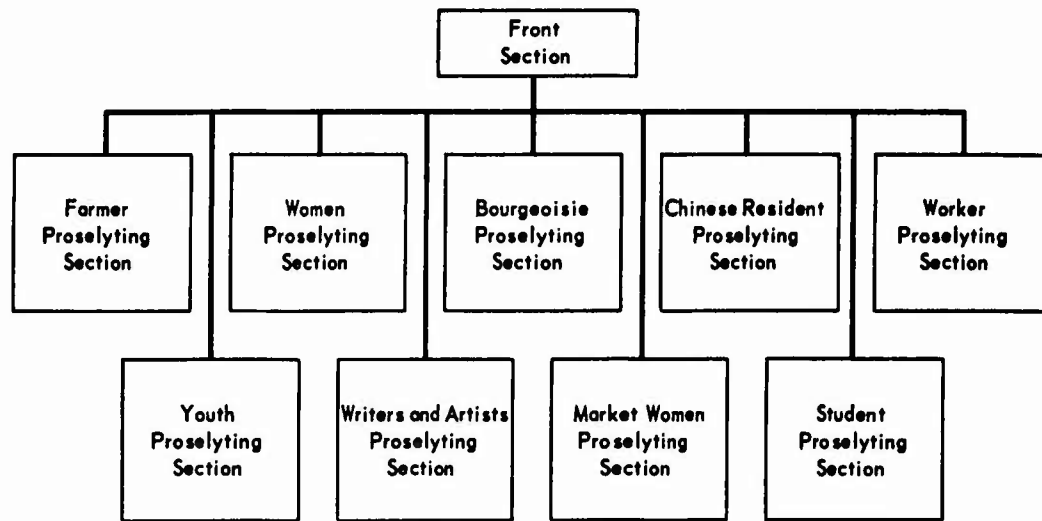 Front
Section
Farmer
Proselyting
Section
Women
Proselyting
Section
Bourgeoisie
Proselyting
Section
Chinese Resident
Proselyting
Section
Worker
Proselyting
Section
Youth
Proselyting
Section
Writers and Artists
Proselyting
Section
Market Women
Proselyting
Section
Student
Proselyting
Section